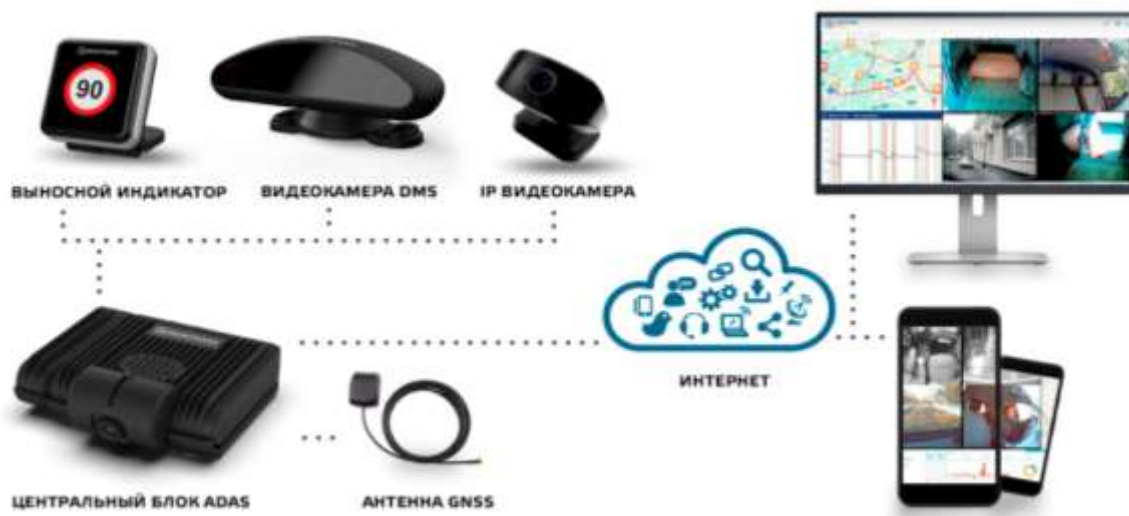 90
ВЫНОСНОЙ ИНДИКАТОР
ВИДЕОКАМЕРА DMS
IP ВИДЕОКАМЕРА
ИНТЕРНЕТ
ЦЕНТРАЛЬНЫЙ БЛОК ADAS
АНТЕННА GNSS